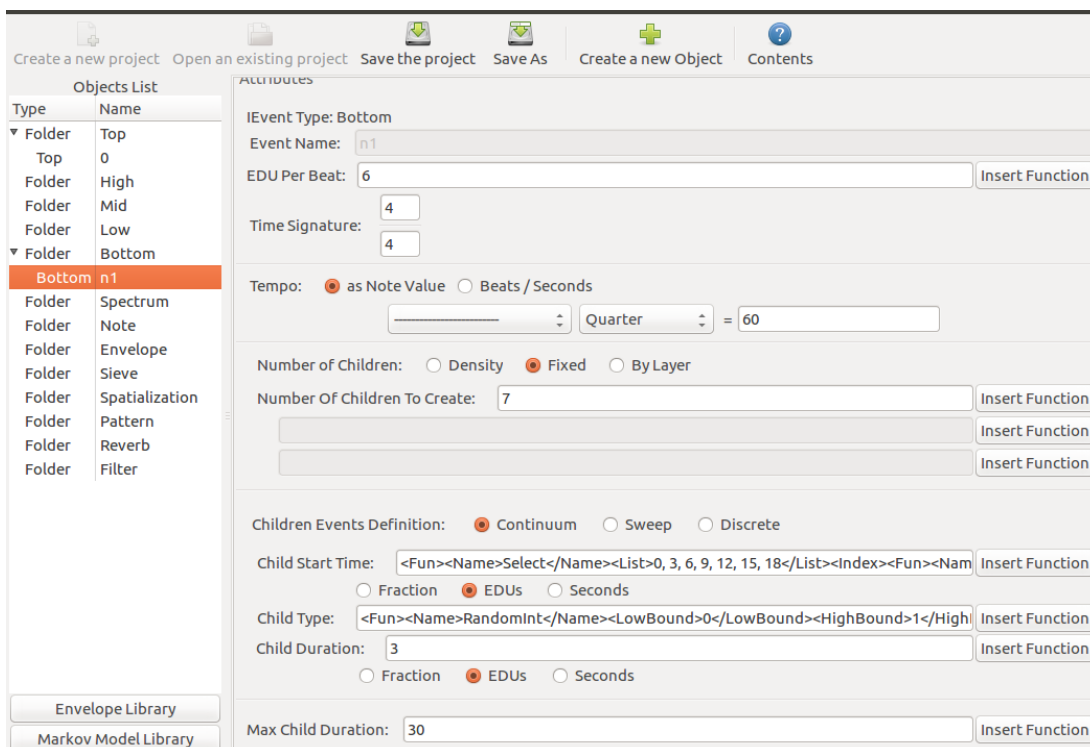 Create a new project Open an existing project Save the project Save As Create a new Object Contents
Objects List
Type Name
Folder Top
Top 0
Folder High
Folder Mid
Folder Low
Folder Bottom
Bottom n1
Folder Spectrum
Folder Note
Folder Envelope
Folder Sieve
Folder Spatialization
Folder Pattern
Folder Reverb
Folder Filter
Envelope Library
Markov Model Library
Attributes
IEvent Type: Bottom
Event Name: n1
EDU Per Beat: 6 Insert Function
4
Time Signature:
4
Tempo: as Note Value Beats / Seconds
Quarter = 60
Number of Children: Density Fixed By Layer
Number Of Children To Create: 7 Insert Function
Insert Function
Insert Function
Children Events Definition: Continuum Sweep Discrete
Child Start Time: <Fun><Name>Select</Name><List>0, 3, 6, 9, 12, 15, 18</List><Index><Fun><Nam Insert Function
Fraction EDUs Seconds
Child Type: <Fun><Name>RandomInt</Name><LowBound>0</LowBound><HighBound>1</High Insert Function
Child Duration: 3 Insert Function
Fraction EDUs Seconds
Max Child Duration: 30 Insert Function